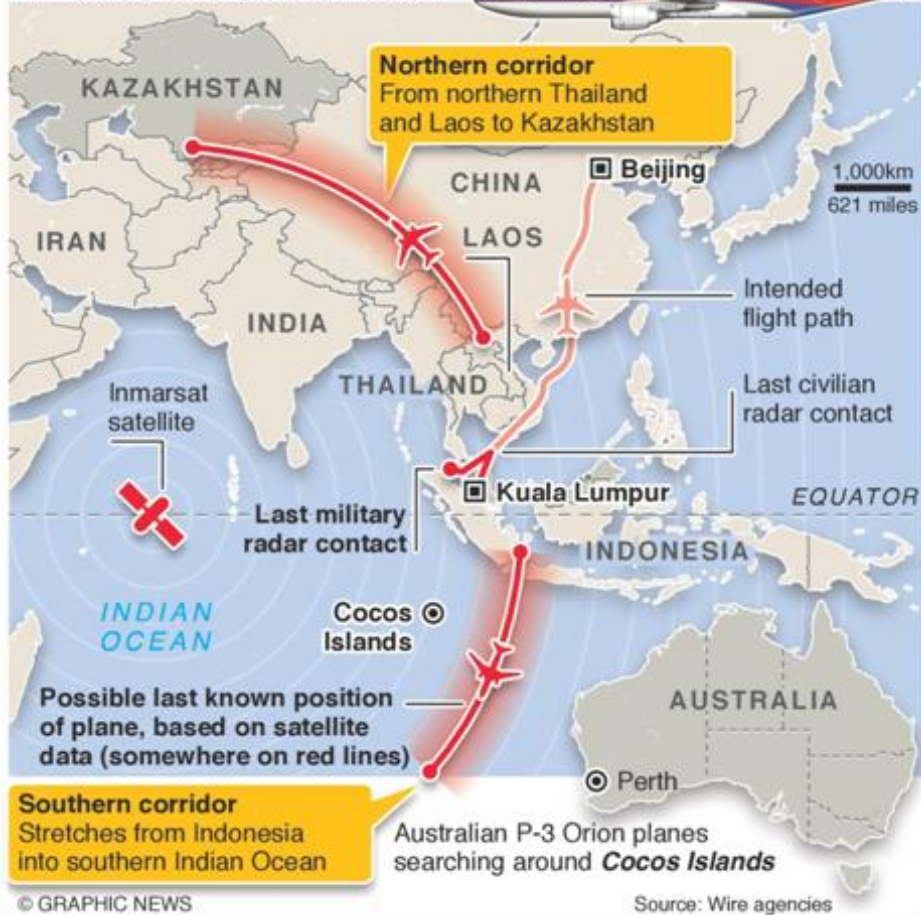 KAZAKHSTAN
Northern corridor
From northern Thailand
and Laos to Kazakhstan
Beijing
1,000km
621 miles
CHINA
LAOS
IRAN
INDIA
Intended
flight path
THAILAND
Inmarsat
satellite
Last civilian
radar contact
Kuala Lumpur
EQUATOR
Last military
radar contact
INDONESIA
INDIAN
OCEAN
Cocos
Islands
Possible last known position
of plane, based on satellite
data (somewhere on red lines)
AUSTRALIA
Perth
Southern corridor
Stretches from Indonesia
into southern Indian Ocean
Australian P-3 Orion planes
searching around Cocos Islands
© GRAPHIC NEWS
Source: Wire agencies